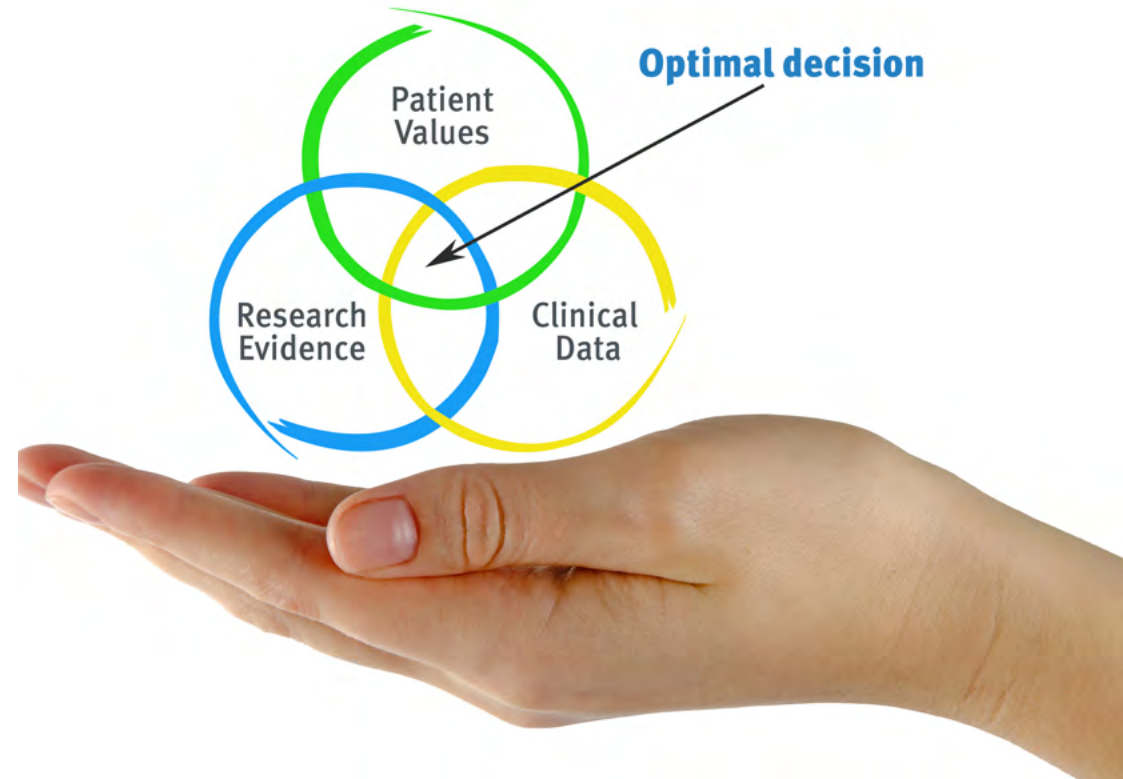 Optimal decision
Patient
Values
Research
Evidence
Clinical
Data